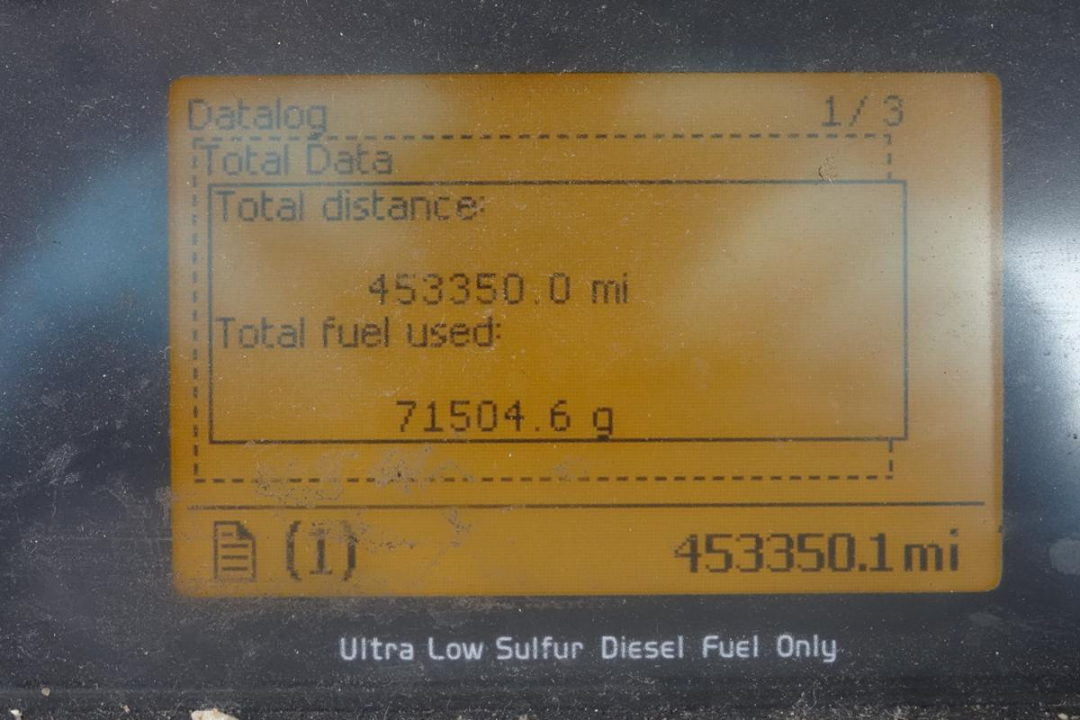 Datalog 1/ 3
Total Data
Total distance:
453350.0 mi
Total fuel used:
71504.6 g
(1) 453350.1 mi
Ultra Low Sulfur Diesel Fuel Only